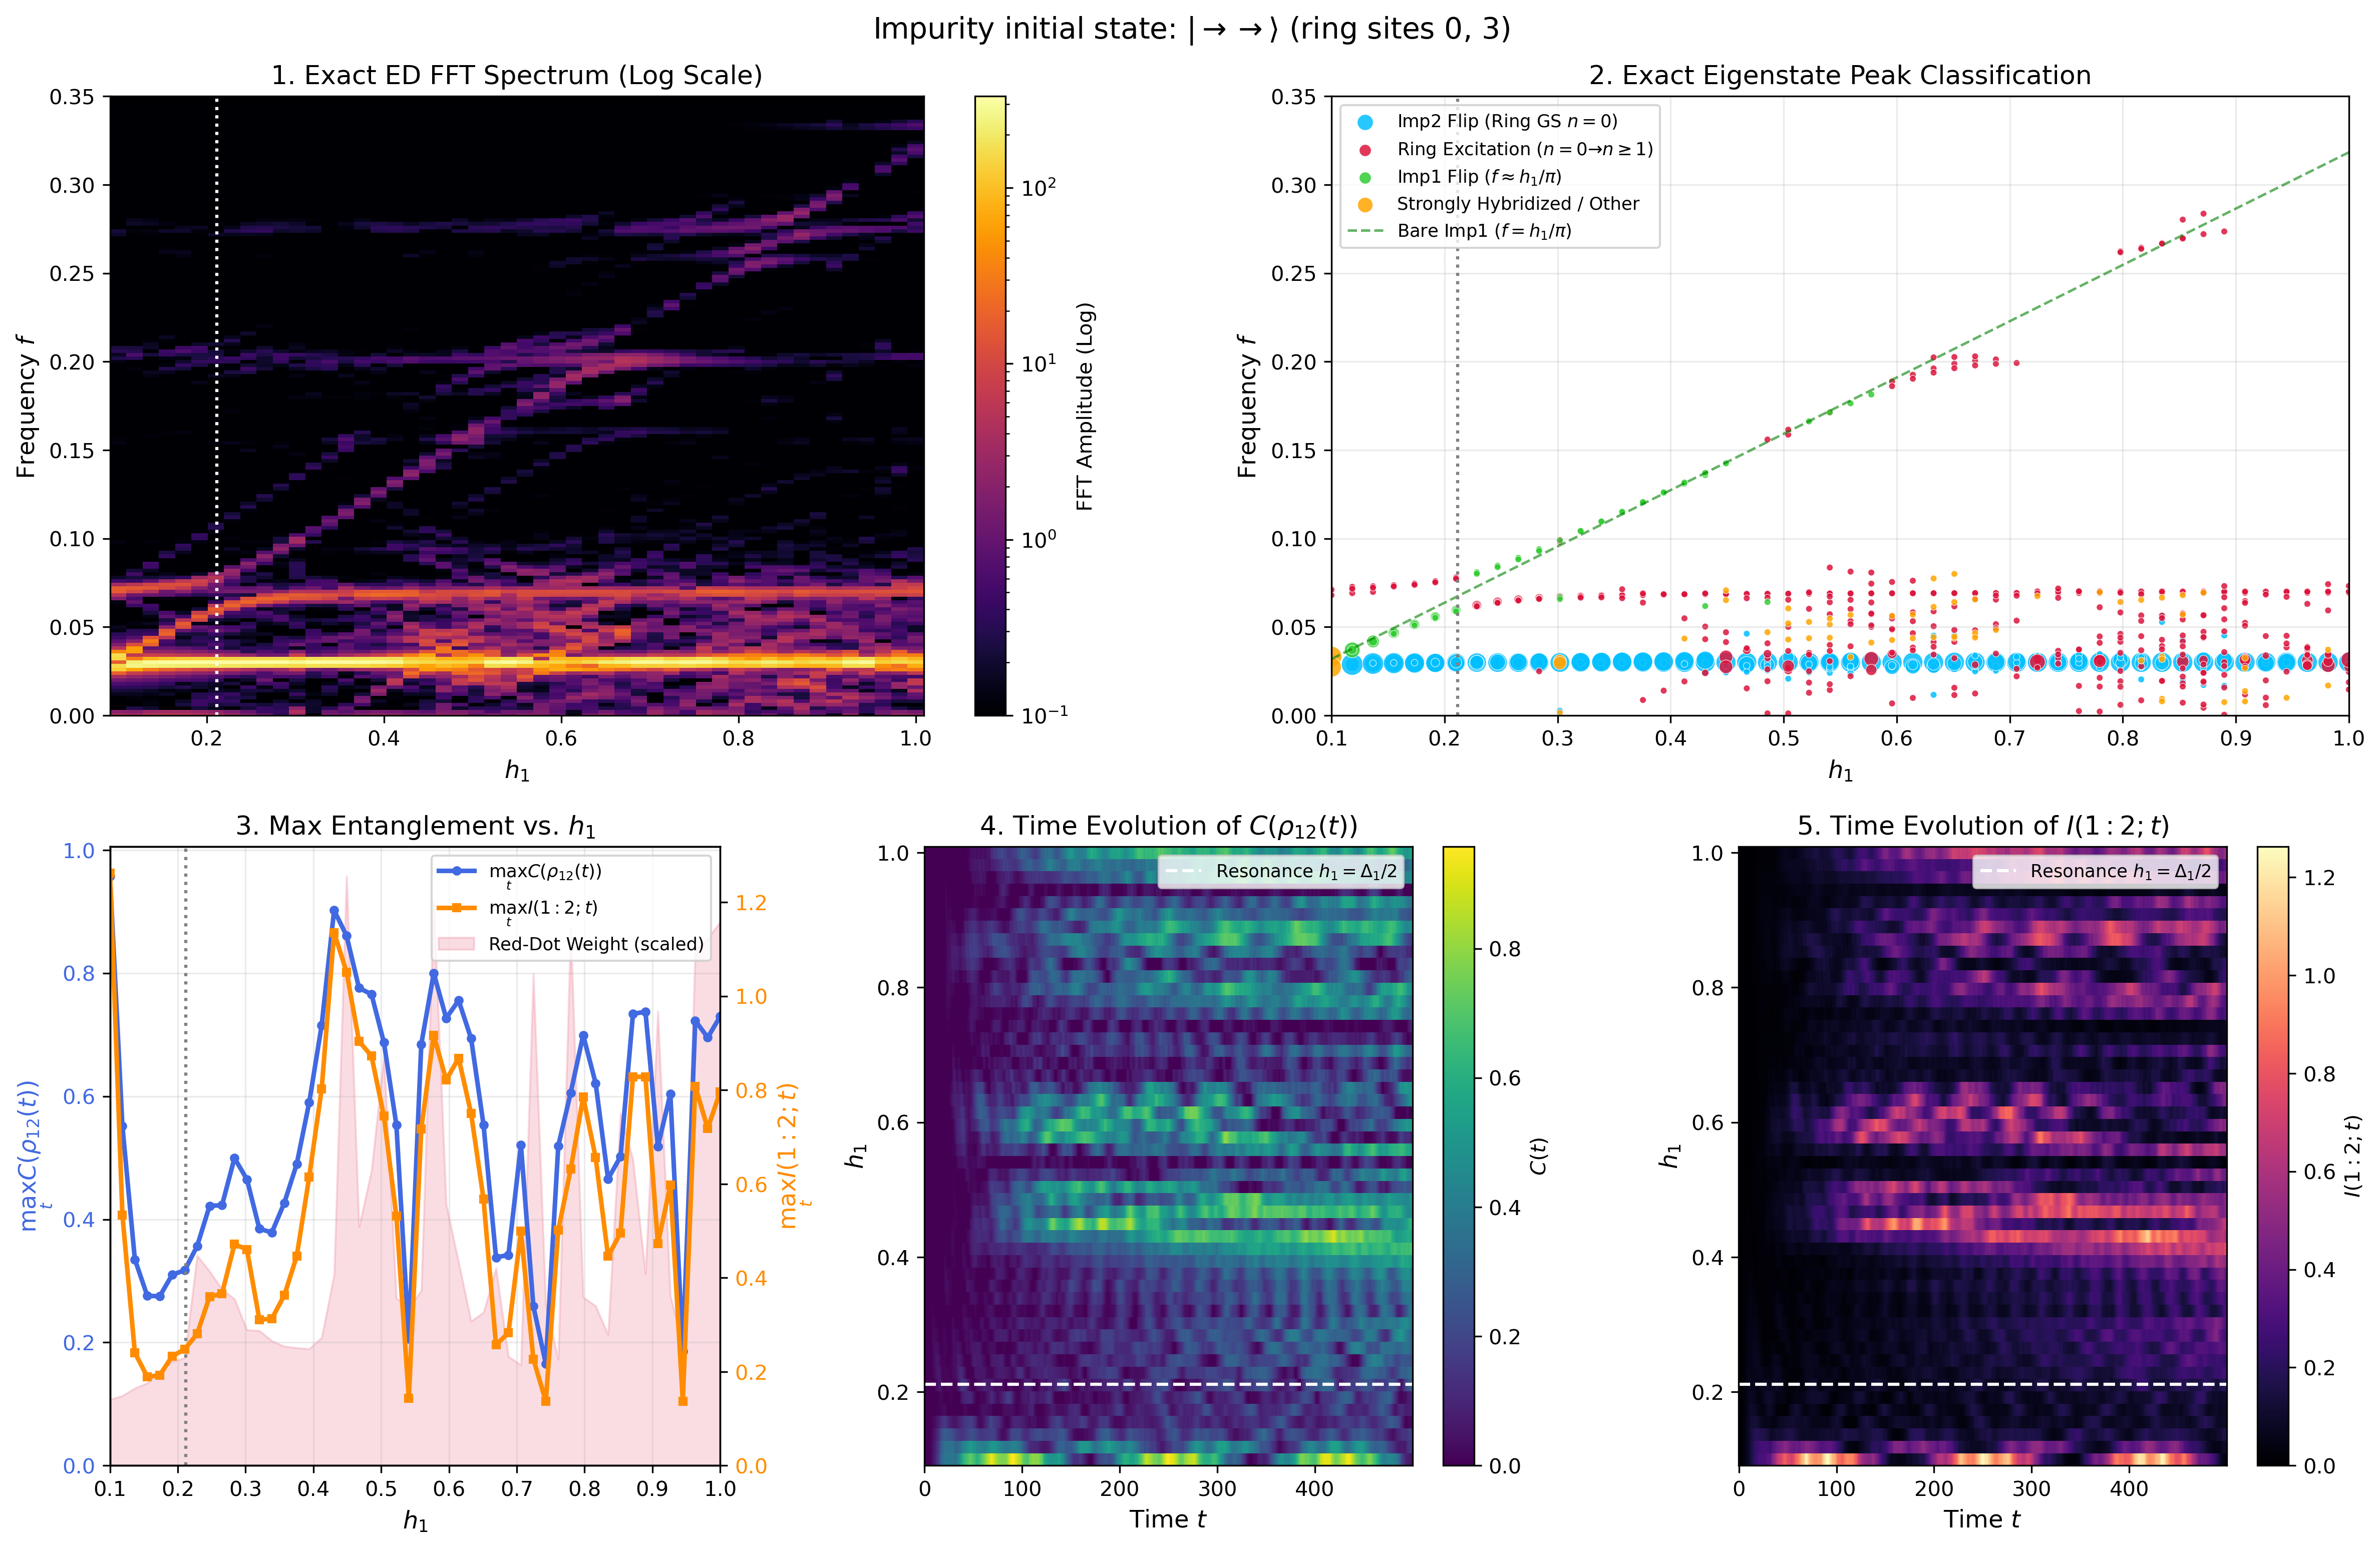 Impurity initial state: |→→⟩ (ring sites 0, 3)
1. Exact ED FFT Spectrum (Log Scale)
Frequency f
0.35
0.30
0.25
0.20
0.15
0.10
0.05
0.00
0.2
0.4
0.6
0.8
1.0
h₁
10²
10¹
10⁰
10⁻¹
FFT Amplitude (Log)
2. Exact Eigenstate Peak Classification
Imp2 Flip (Ring GS n = 0)
Ring Excitation (n = 0→n ≥ 1)
Imp1 Flip (f ≈ h₁/π)
Strongly Hybridized / Other
Bare Imp1 (f = h₁/π)
Frequency f
0.35
0.30
0.25
0.20
0.15
0.10
0.05
0.00
0.1
0.2
0.3
0.4
0.5
0.6
0.7
0.8
0.9
1.0
h₁
3. Max Entanglement vs. h₁
max C(ρ₁₂(t))
t
max I(1 : 2; t)
t
Red-Dot Weight (scaled)
max C(ρ₁₂(t))
t
1.0
0.8
0.6
0.4
0.2
0.0
0.1
0.2
0.3
0.4
0.5
0.6
0.7
0.8
0.9
1.0
h₁
1.2
1.0
0.8
0.6
0.4
0.2
0.0
max I(1 : 2; t)
t
4. Time Evolution of C(ρ₁₂(t))
Resonance h₁ = Δ₁/2
h₁
1.0
0.8
0.6
0.4
0.2
0
100
200
300
400
Time t
0.8
0.6
0.4
0.2
0.0
C(t)
5. Time Evolution of I(1 : 2; t)
Resonance h₁ = Δ₁/2
h₁
1.0
0.8
0.6
0.4
0.2
0
100
200
300
400
Time t
1.2
1.0
0.8
0.6
0.4
0.2
0.0
I(1 : 2; t)